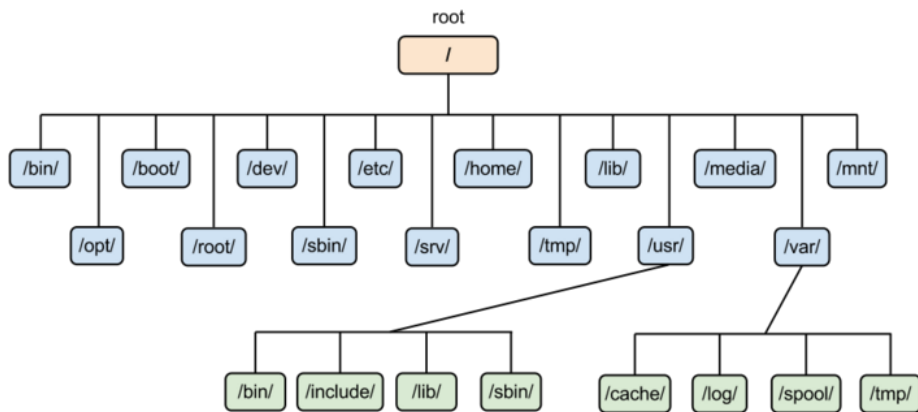 root
/
/bin/ /boot/ /dev/ /etc/ /home/ /lib/ /media/ /mnt/
/opt/ /root/ /sbin/ /srv/ /tmp/ /usr/ /var/
/bin/ /include/ /lib/ /sbin/ /cache/ /log/ /spool/ /tmp/